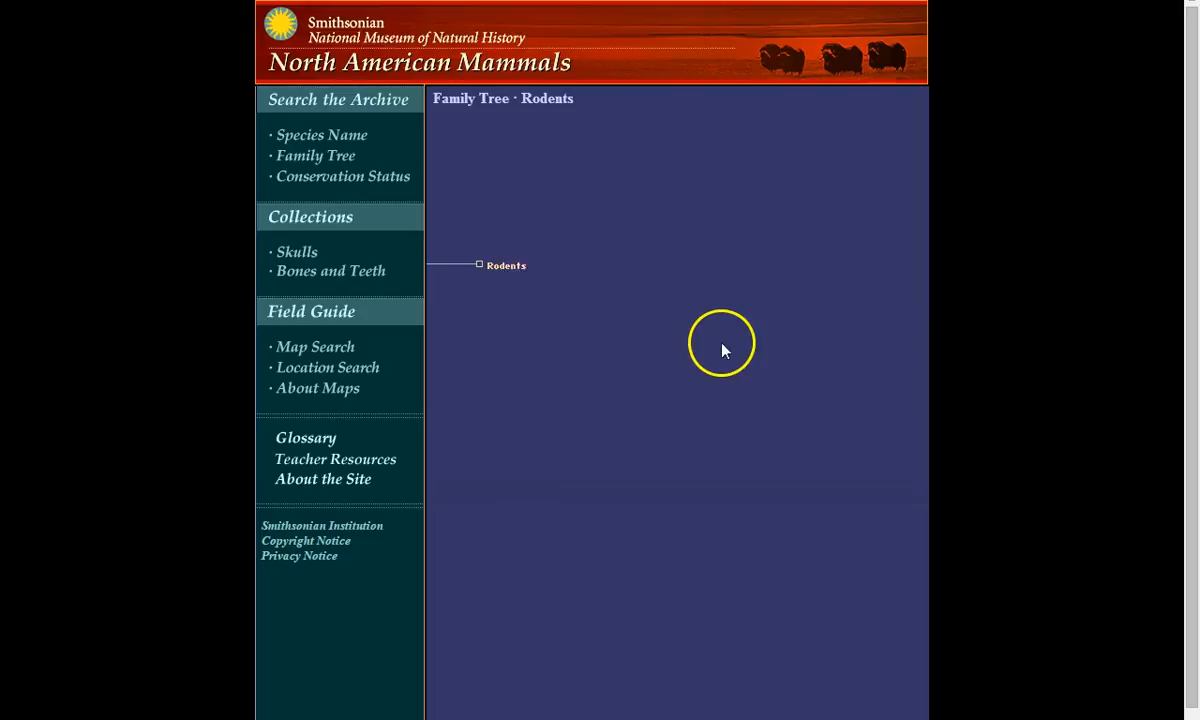 Smithsonian
National Museum of Natural History
North American Mammals
Search the Archive
· Species Name
· Family Tree
· Conservation Status
Collections
· Skulls
· Bones and Teeth
Field Guide
· Map Search
· Location Search
· About Maps
Glossary
Teacher Resources
About the Site
Smithsonian Institution
Copyright Notice
Privacy Notice
Family Tree · Rodents
Rodents